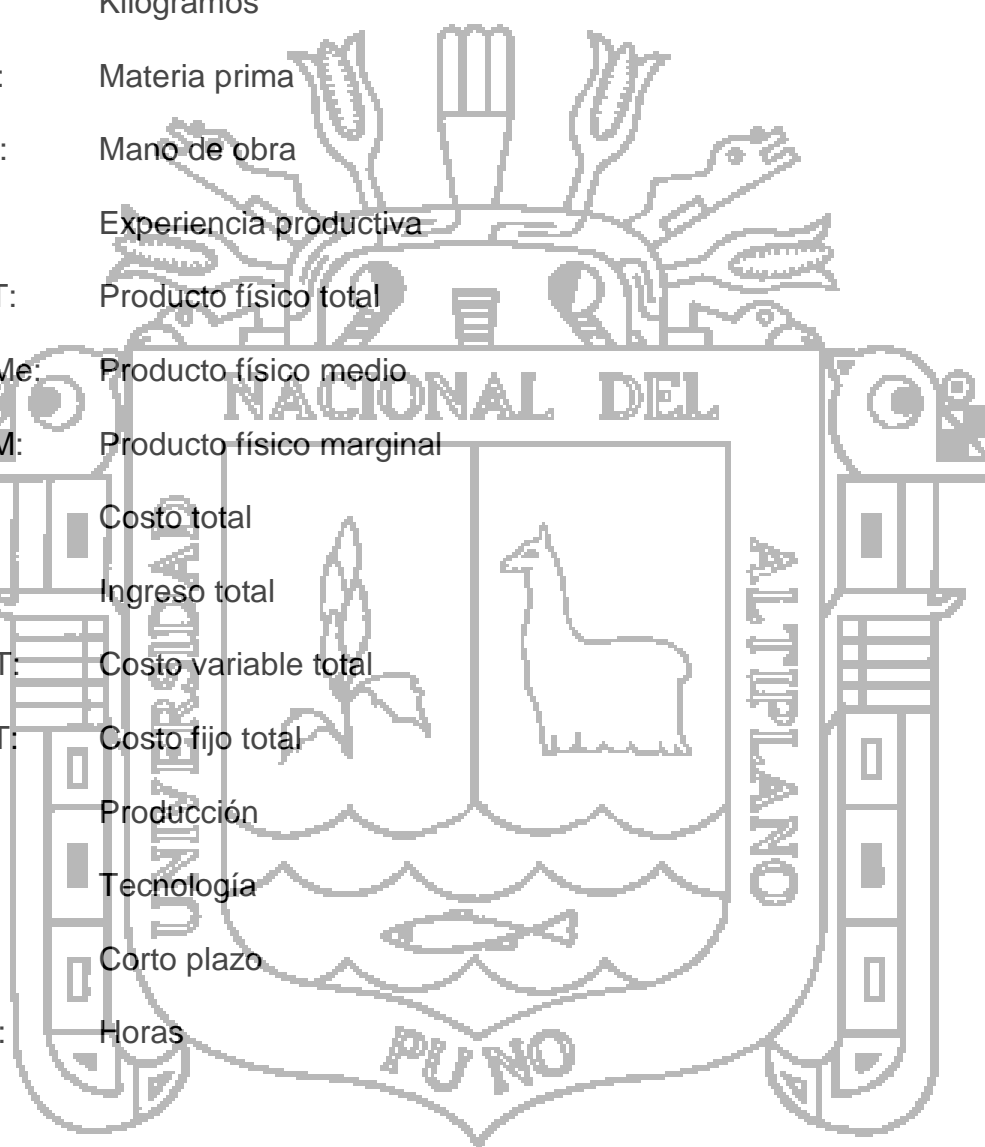 Kilogramos
: Materia prima
: Mano de obra
Experiencia productiva
T: Producto físico total
Me: Producto físico medio
M: Producto físico marginal
Costo total
Ingreso total
T: Costo variable total
T: Costo fijo total
Producción
Tecnología
Corto plazo
: Horas
NACIONAL DEL
UNIVERSIDAD
ALTIPLANO
PUNO